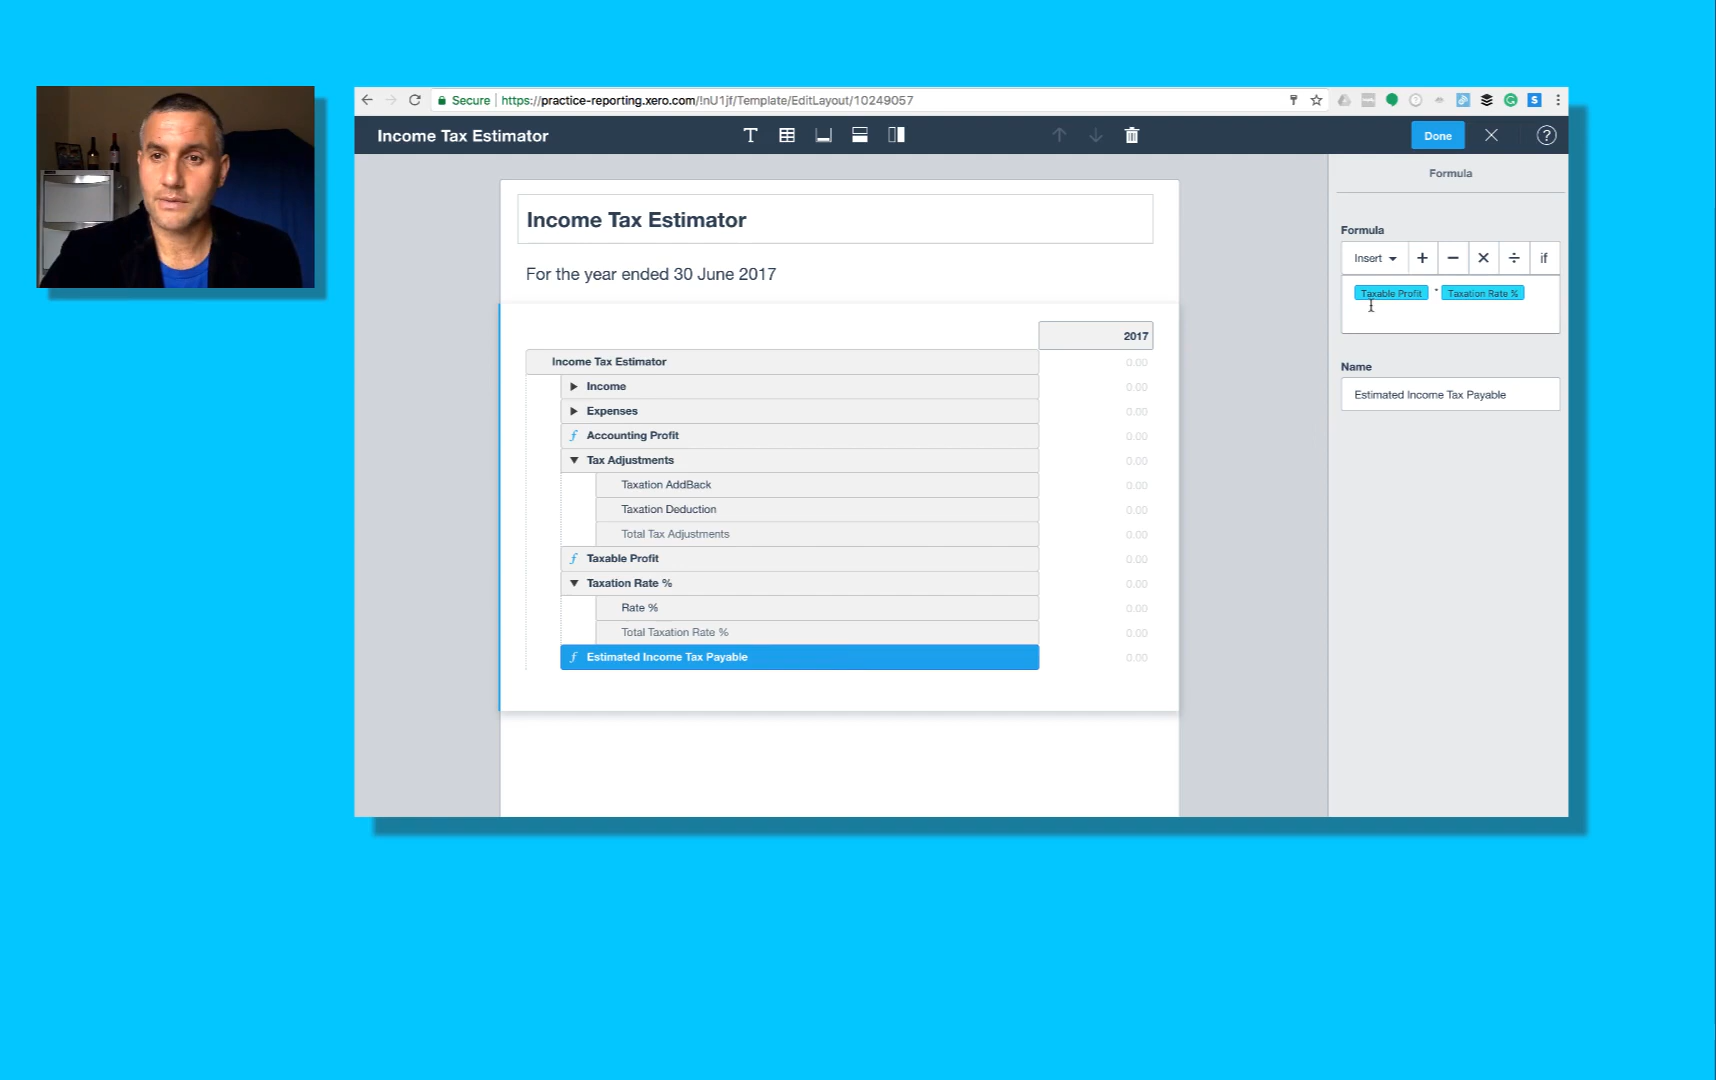 Secure | https://practice-reporting.xero.com/!nU1jf/Template/EditLayout/10249057
Income Tax Estimator
Done
Formula
Income Tax Estimator
For the year ended 30 June 2017
2017
Income Tax Estimator 0.00
Income 0.00
Expenses 0.00
f Accounting Profit 0.00
Tax Adjustments 0.00
Taxation AddBack 0.00
Taxation Deduction 0.00
Total Tax Adjustments 0.00
f Taxable Profit 0.00
Taxation Rate % 0.00
Rate % 0.00
Total Taxation Rate % 0.00
f Estimated Income Tax Payable 0.00
Formula
Insert + − × ÷ if
Taxable Profit * Taxation Rate %
Name
Estimated Income Tax Payable